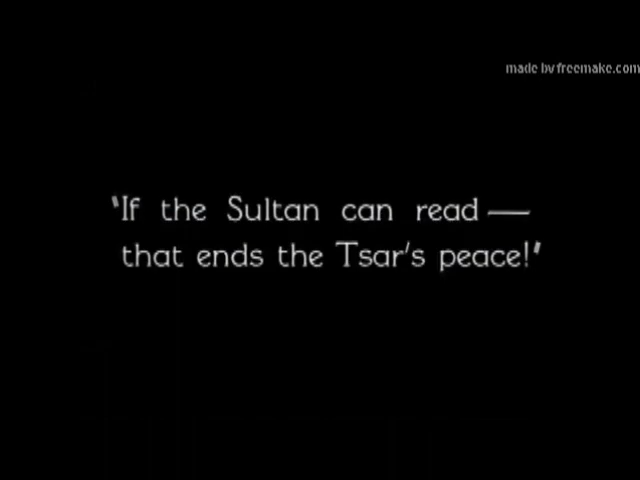 made by freemake.com
"If the Sultan can read —
that ends the Tsar's peace!"